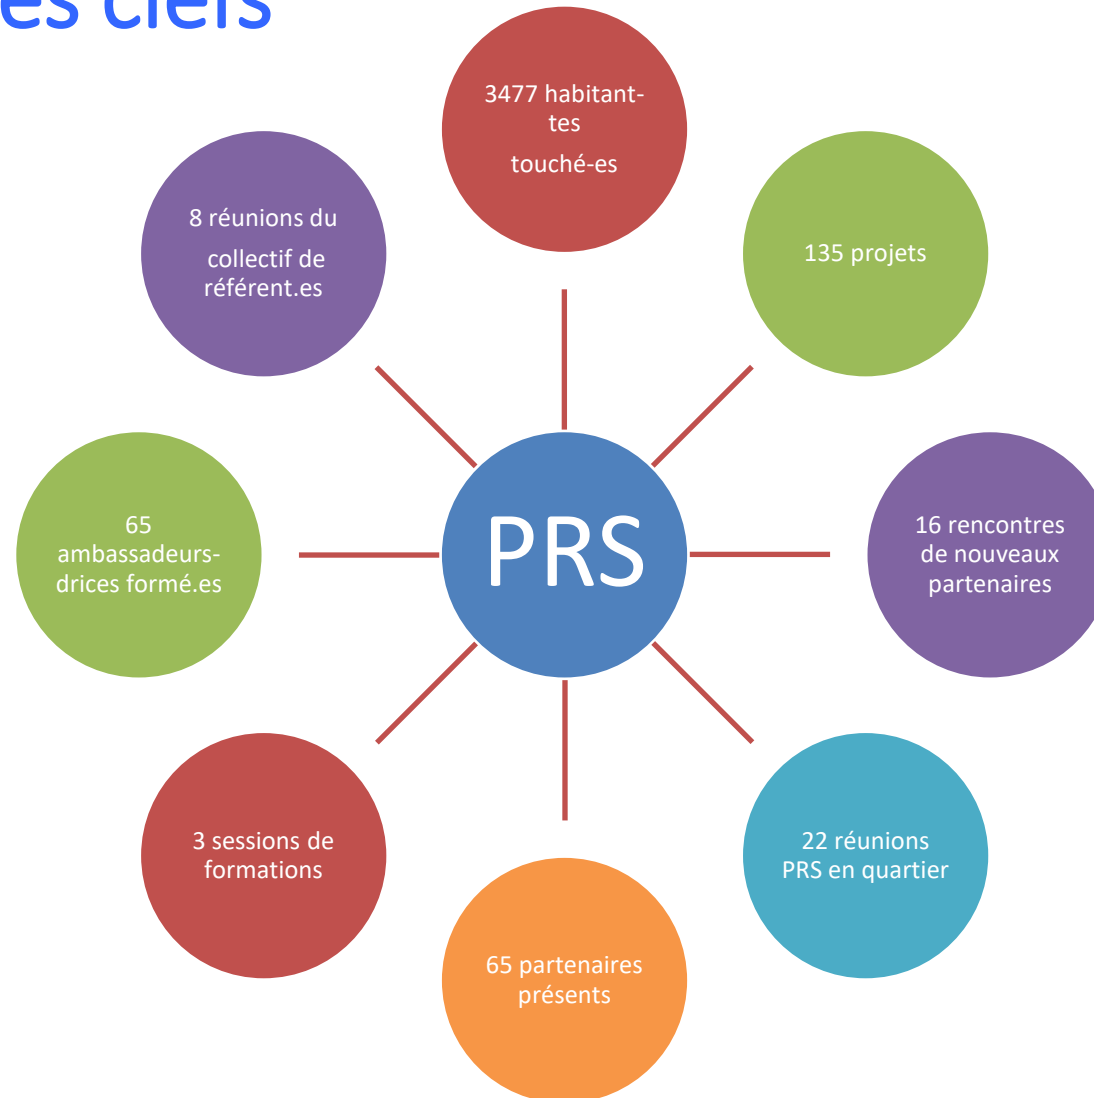 es clefs
3477 habitant-
tes
touché-es
135 projets
16 rencontres
de nouveaux
partenaires
22 réunions
PRS en quartier
65 partenaires
présents
3 sessions de
formations
65
ambassadeurs-
drices formé.es
8 réunions du
collectif de
référent.es
PRS